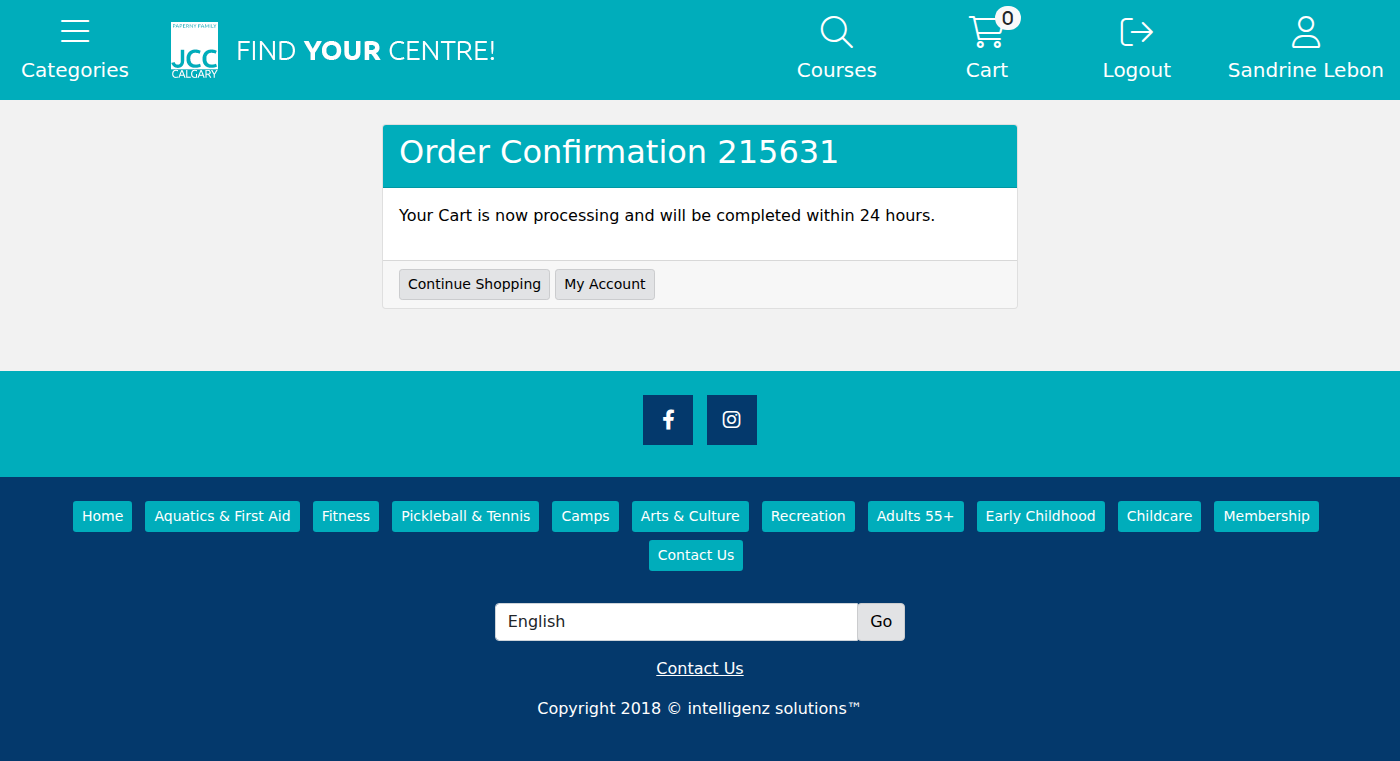 Categories
PATERNY FAMILY
JCC
CALGARY
FIND YOUR CENTRE!
Courses
0
Cart
Logout
Sandrine Lebon
Order Confirmation 215631
Your Cart is now processing and will be completed within 24 hours.
Continue Shopping My Account
Home Aquatics & First Aid Fitness Pickleball & Tennis Camps Arts & Culture Recreation Adults 55+ Early Childhood Childcare Membership
Contact Us
English Go
Contact Us
Copyright 2018 © intelligenz solutions™